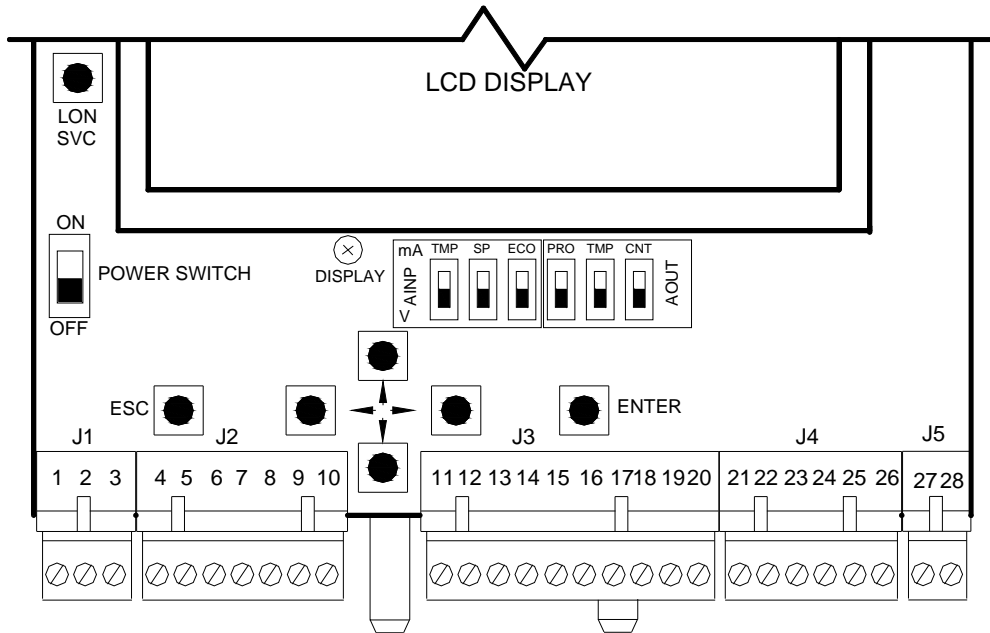 LCD DISPLAY
LON
SVC
ON
POWER SWITCH
OFF
DISPLAY
mA TMP SP ECO PRO TMP CNT
AINP
AOUT
V
ESC
ENTER
J1 J2 J3 J4 J5
1 2 3 4 5 6 7 8 9 10 11 12 13 14 15 16 17 18 19 20 21 22 23 24 25 26 27 28